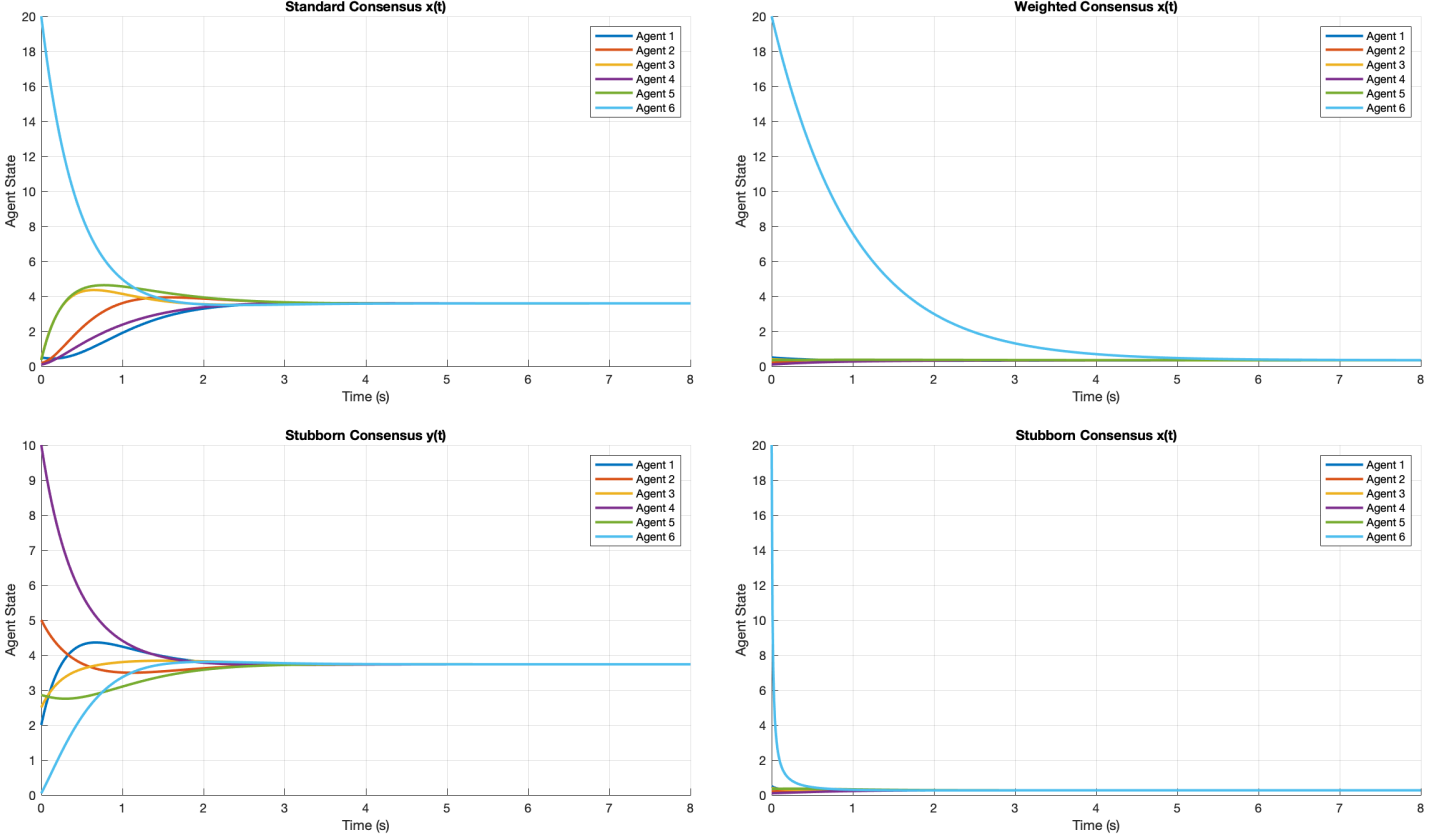 Standard Consensus x(t)
Agent State
20
18
16
14
12
10
8
6
4
2
0
0 1 2 3 4 5 6 7 8
Time (s)
Agent 1
Agent 2
Agent 3
Agent 4
Agent 5
Agent 6
Weighted Consensus x(t)
Agent State
20
18
16
14
12
10
8
6
4
2
0
0 1 2 3 4 5 6 7 8
Time (s)
Agent 1
Agent 2
Agent 3
Agent 4
Agent 5
Agent 6
Stubborn Consensus y(t)
Agent State
10
9
8
7
6
5
4
3
2
1
0
0 1 2 3 4 5 6 7 8
Time (s)
Agent 1
Agent 2
Agent 3
Agent 4
Agent 5
Agent 6
Stubborn Consensus x(t)
Agent State
20
18
16
14
12
10
8
6
4
2
0
0 1 2 3 4 5 6 7 8
Time (s)
Agent 1
Agent 2
Agent 3
Agent 4
Agent 5
Agent 6